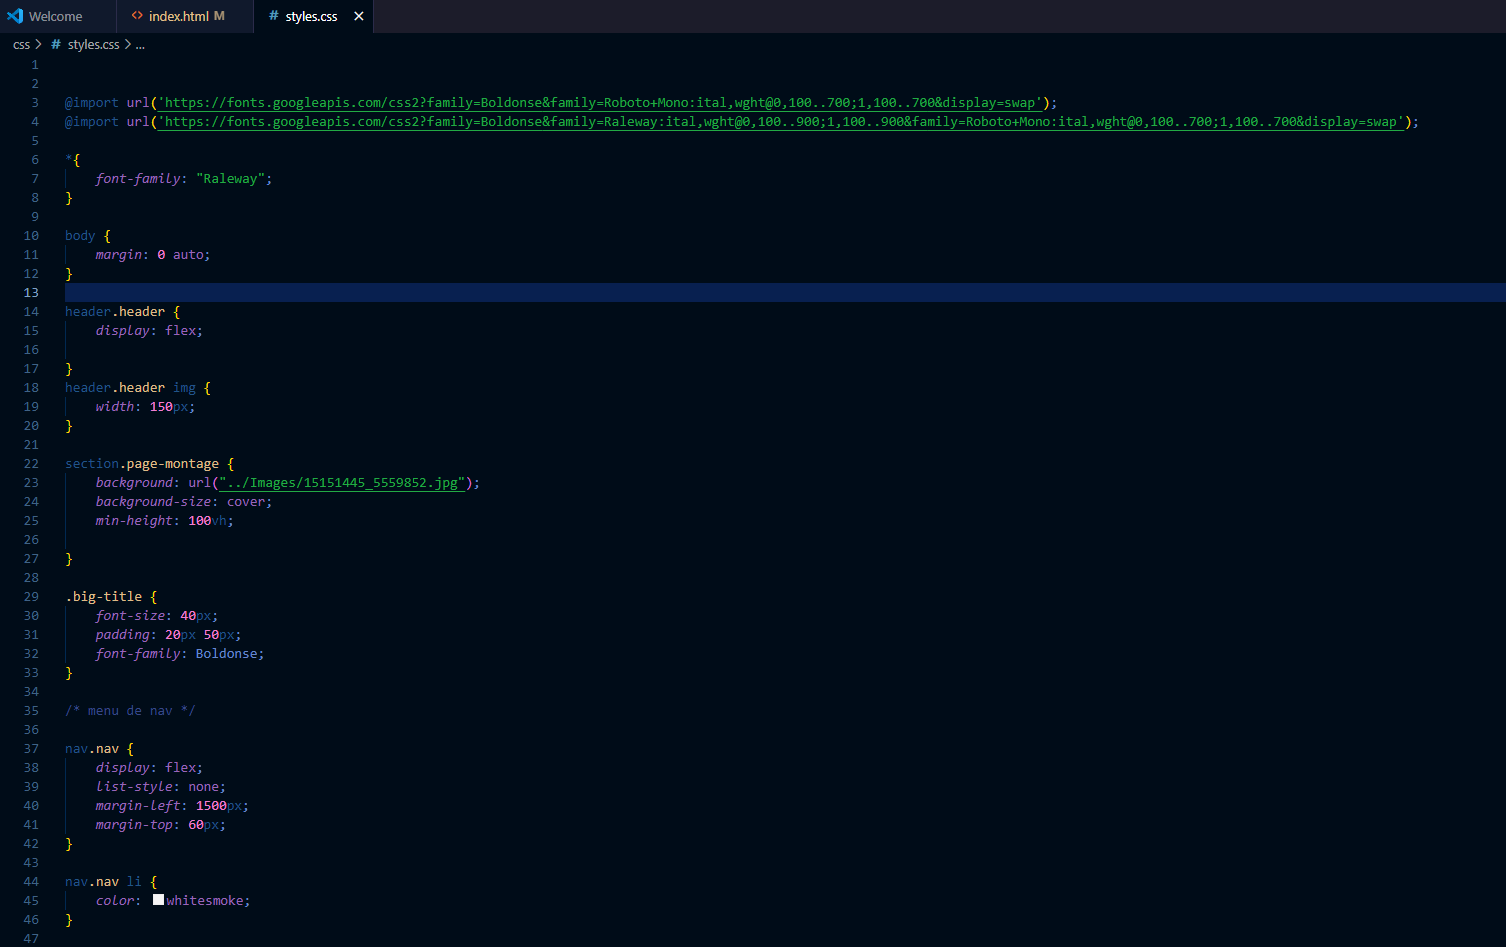 Welcome
index.html M
styles.css
css > # styles.css > ...
1
2
3 @import url('https://fonts.googleapis.com/css2?family=Boldonse&family=Roboto+Mono:ital,wght@0,100..700;1,100..700&display=swap');
4 @import url('https://fonts.googleapis.com/css2?family=Boldonse&family=Raleway:ital,wght@0,100..900;1,100..900&family=Roboto+Mono:ital,wght@0,100..700;1,100..700&display=swap');
5
6 *{
7 font-family: "Raleway";
8 }
9
10 body {
11 margin: 0 auto;
12 }
13
14 header.header {
15 display: flex;
16
17 }
18 header.header img {
19 width: 150px;
20 }
21
22 section.page-montage {
23 background: url("../Images/15151445_5559852.jpg");
24 background-size: cover;
25 min-height: 100vh;
26
27 }
28
29 .big-title {
30 font-size: 40px;
31 padding: 20px 50px;
32 font-family: Boldonse;
33 }
34
35 /* menu de nav */
36
37 nav.nav {
38 display: flex;
39 list-style: none;
40 margin-left: 1500px;
41 margin-top: 60px;
42 }
43
44 nav.nav li {
45 color: whitesmoke;
46 }
47